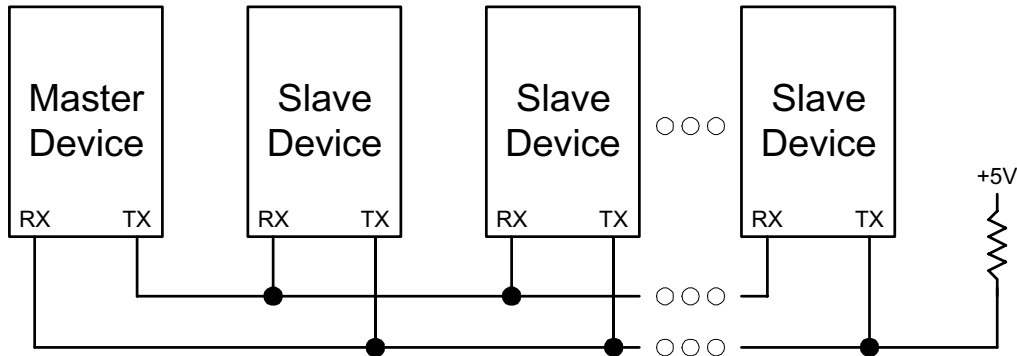 Master
Device
Slave
Device
Slave
Device
Slave
Device
+5V
RX TX
RX TX
RX TX
RX TX